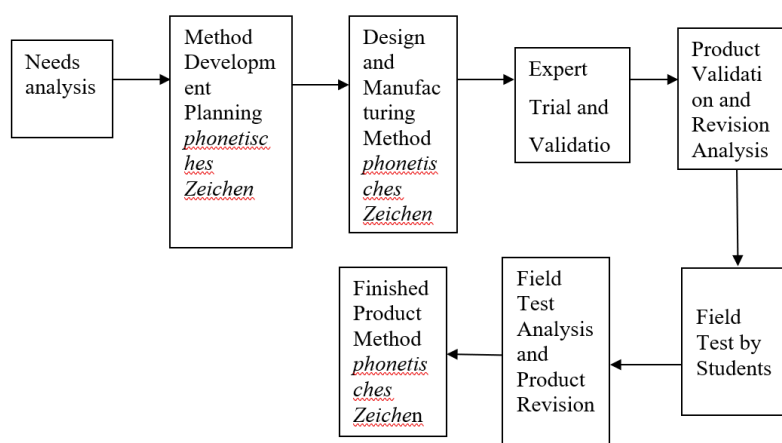 Needs
analysis
Method
Developm
ent
Planning
phonetisc
hes
Zeichen
Design
and
Manufac
turing
Method
phonetis
ches
Zeichen
Expert
Trial and
Validatio
Product
Validati
on and
Revision
Analysis
Field
Test by
Students
Field
Test
Analysis
and
Product
Revision
Finished
Product
Method
phonetis
ches
Zeichen